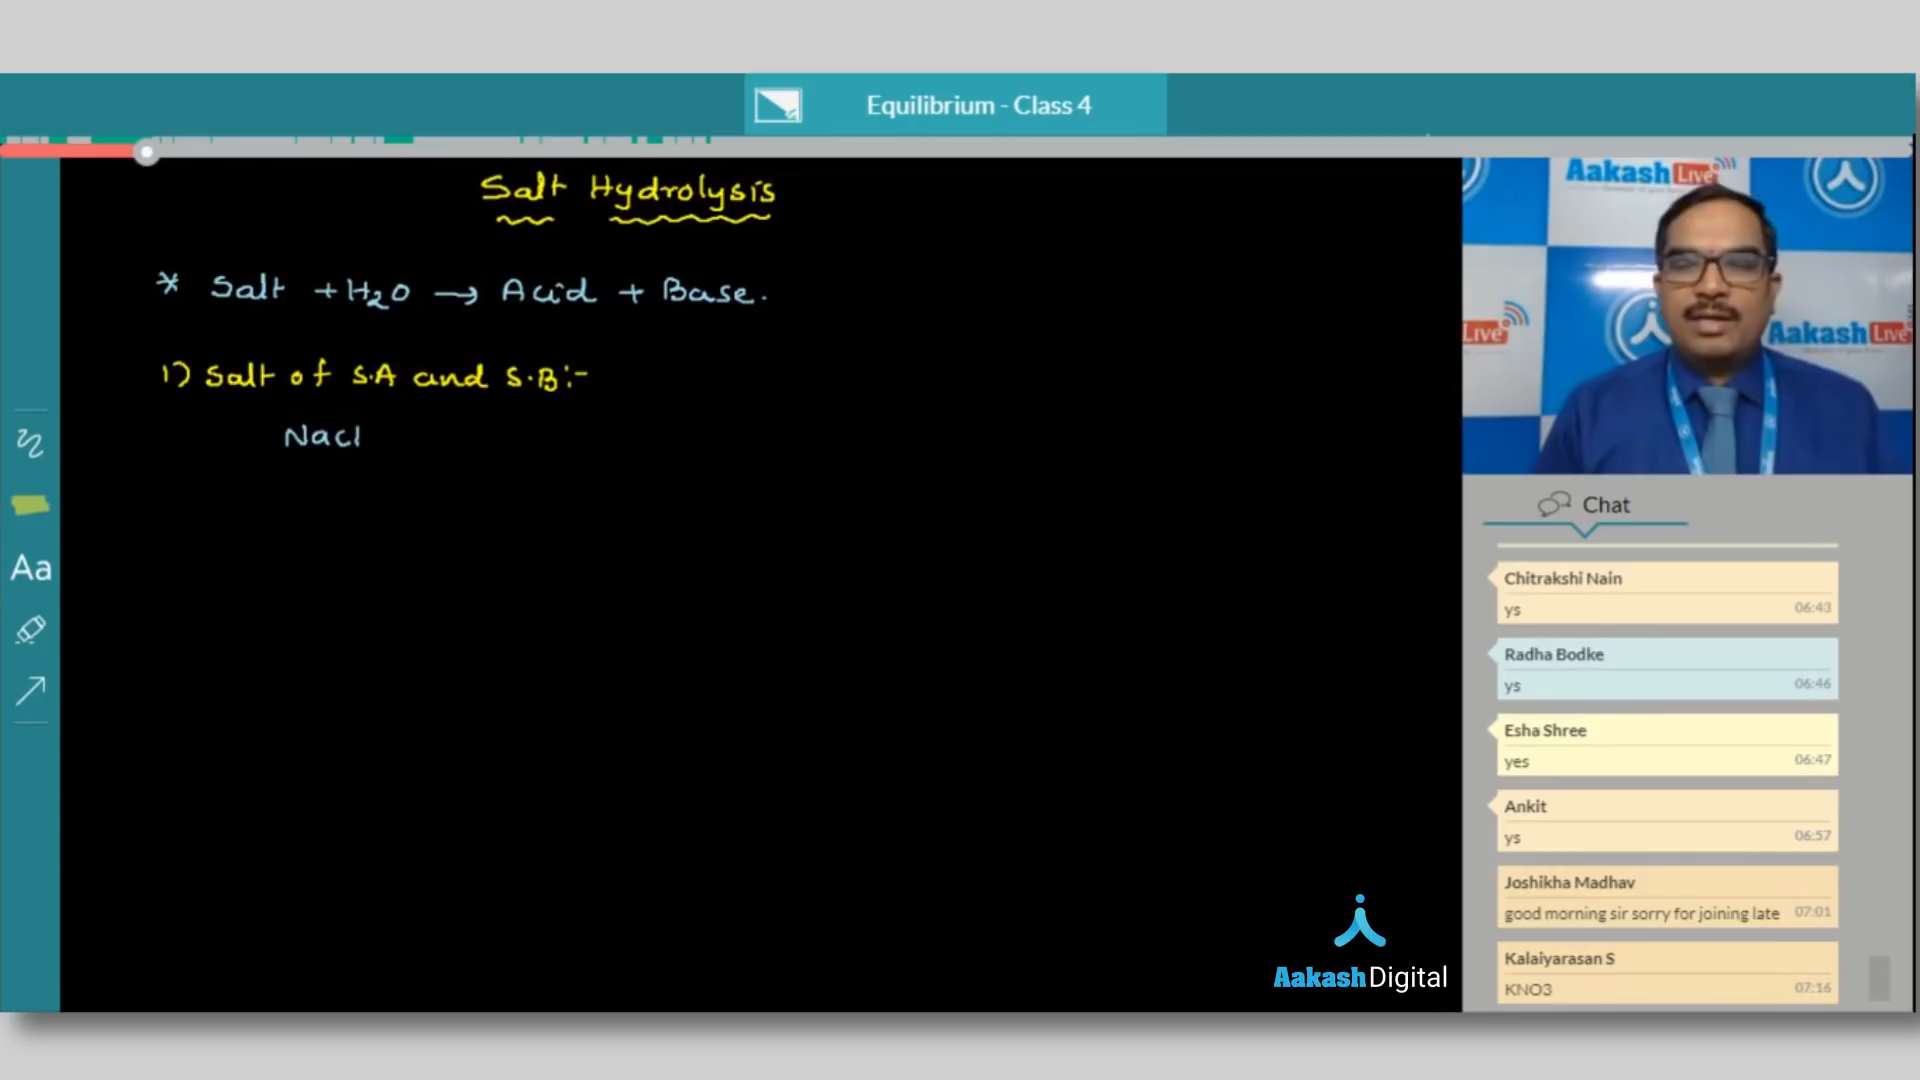 Equilibrium - Class 4
Salt Hydrolysis
* Salt + H2O → Acid + Base.
1) Salt of S.A and S.B:-
Nacl
Aa
Aakash Digital
Aakash Live
Live
Aakash Live
Chat
Chitrakshi Nain
ys 06:43
Radha Bodke
ys 06:46
Esha Shree
yes 06:47
Ankit
ys 06:57
Joshikha Madhav
good morning sir sorry for joining late 07:01
Kalaiyarasan S
KNO3 07:16